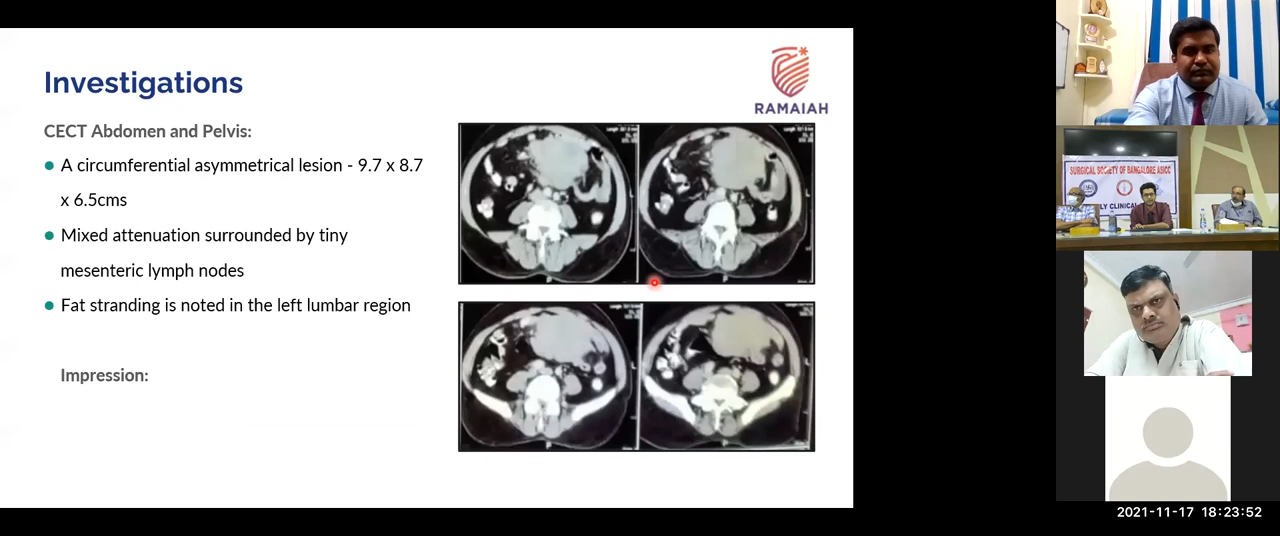 Investigations
RAMAIAH
CECT Abdomen and Pelvis:
A circumferential asymmetrical lesion - 9.7 x 8.7
x 6.5cms
Mixed attenuation surrounded by tiny
mesenteric lymph nodes
Fat stranding is noted in the left lumbar region
Impression:
SURGICAL SOCIETY OF BANGALORE ASICC
LY CLINICAL
2021-11-17 18:23:52